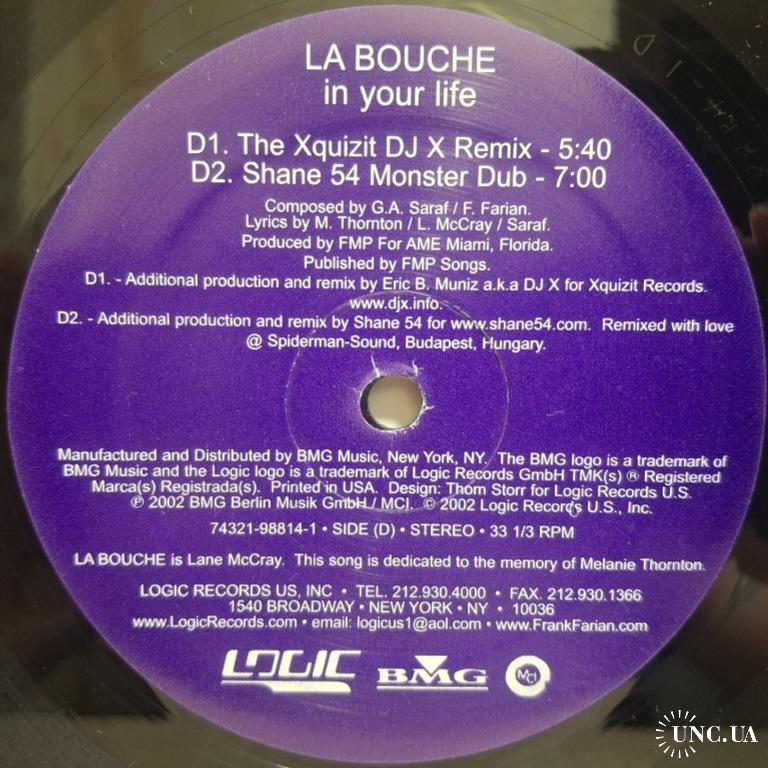 LA BOUCHE
in your life
D1. The Xquizit DJ X Remix - 5:40
D2. Shane 54 Monster Dub - 7:00
Composed by G.A. Saraf / F. Farian.
Lyrics by M. Thornton / L. McCray / Saraf.
Produced by FMP For AME Miami, Florida.
Published by FMP Songs.
D1. - Additional production and remix by Eric B. Muniz a.k.a DJ X for Xquizit Records.
www.djx.info.
D2. - Additional production and remix by Shane 54 for www.shane54.com. Remixed with love
@ Spiderman-Sound, Budapest, Hungary.
Manufactured and Distributed by BMG Music, New York, NY. The BMG logo is a trademark of
BMG Music and the Logic logo is a trademark of Logic Records GmbH TMK(s) ® Registered
Marca(s) Registrada(s). Printed in USA. Design: Thom Storr for Logic Records U.S.
℗ 2002 BMG Berlin Musik GmbH / MCI. © 2002 Logic Records U.S., Inc.
74321-98814-1 • SIDE (D) • STEREO • 33 1/3 RPM
LA BOUCHE is Lane McCray. This song is dedicated to the memory of Melanie Thornton.
LOGIC RECORDS US, INC • TEL. 212.930.4000 • FAX. 212.930.1366
1540 BROADWAY • NEW YORK • NY • 10036
www.LogicRecords.com • email: logicus1@aol.com • www.FrankFarian.com
LOGIC BMG MCI
UNC.UA